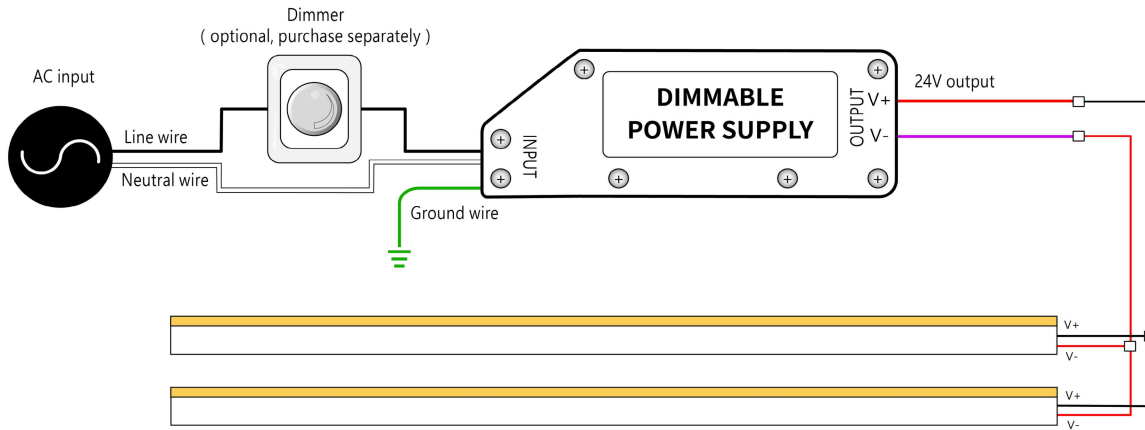 Dimmer
( optional, purchase separately )
AC input
Line wire
Neutral wire
Ground wire
INPUT
DIMMABLE
POWER SUPPLY
OUTPUT
V+
V-
24V output
V+
V-
V+
V-